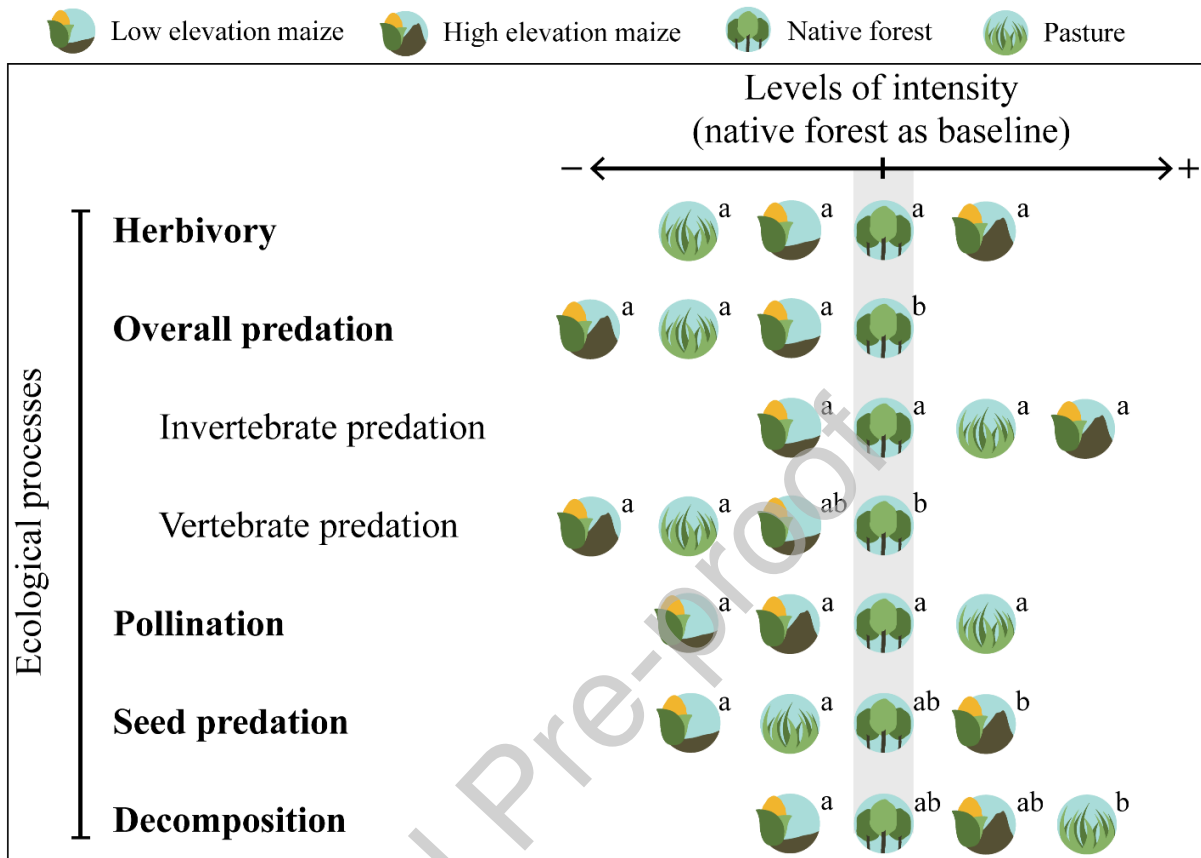 Low elevation maize High elevation maize Native forest Pasture
Levels of intensity
(native forest as baseline)
− +
Ecological processes
Herbivory a a a a
Overall predation a a a b
Invertebrate predation a a a a
Vertebrate predation a a ab b
Pollination a a a a
Seed predation a a ab b
Decomposition a ab ab b
Pre-proof